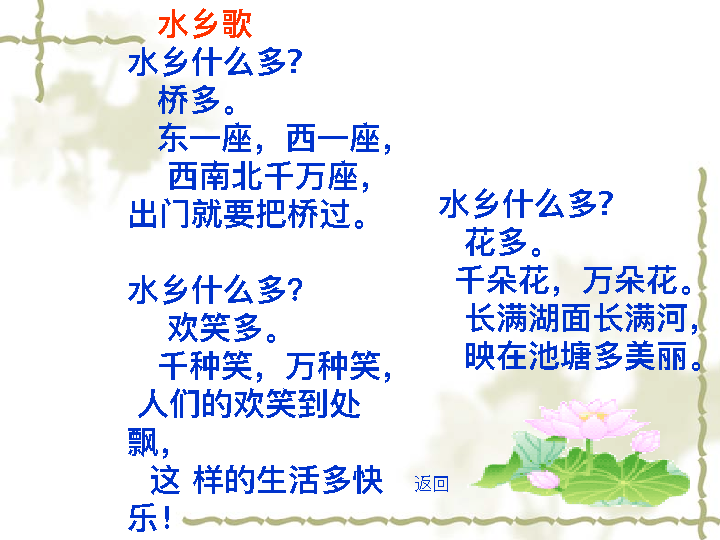 水乡歌
水乡什么多?
桥多。
东一座，西一座，
西南北千万座，
出门就要把桥过。
水乡什么多?
欢笑多。
千种笑，万种笑，
人们的欢笑到处
飘，
这 样的生活多快
乐！
水乡什么多?
花多。
千朵花，万朵花。
长满湖面长满河，
映在池塘多美丽。
返回